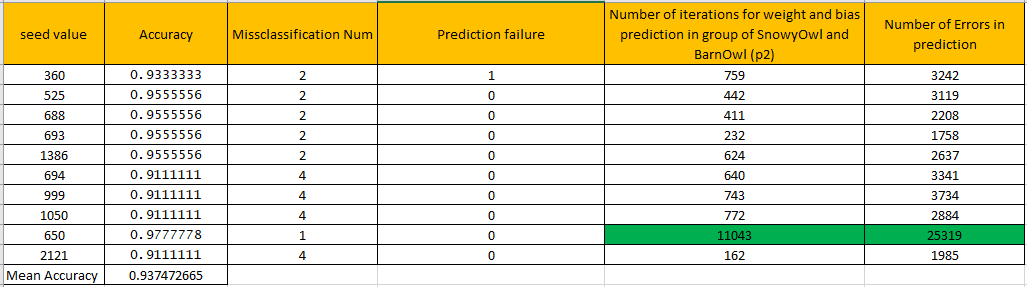 seed value Accuracy Missclassification Num Prediction failure Number of iterations for weight and bias prediction in group of SnowyOwl and BarnOwl (p2) Number of Errors in prediction
360 0.9333333 2 1 759 3242
525 0.9555556 2 0 442 3119
688 0.9555556 2 0 411 2208
693 0.9555556 2 0 232 1758
1386 0.9555556 2 0 624 2637
694 0.9111111 4 0 640 3341
999 0.9111111 4 0 743 3734
1050 0.9111111 4 0 772 2884
650 0.9777778 1 0 11043 25319
2121 0.9111111 4 0 162 1985
Mean Accuracy 0.937472665